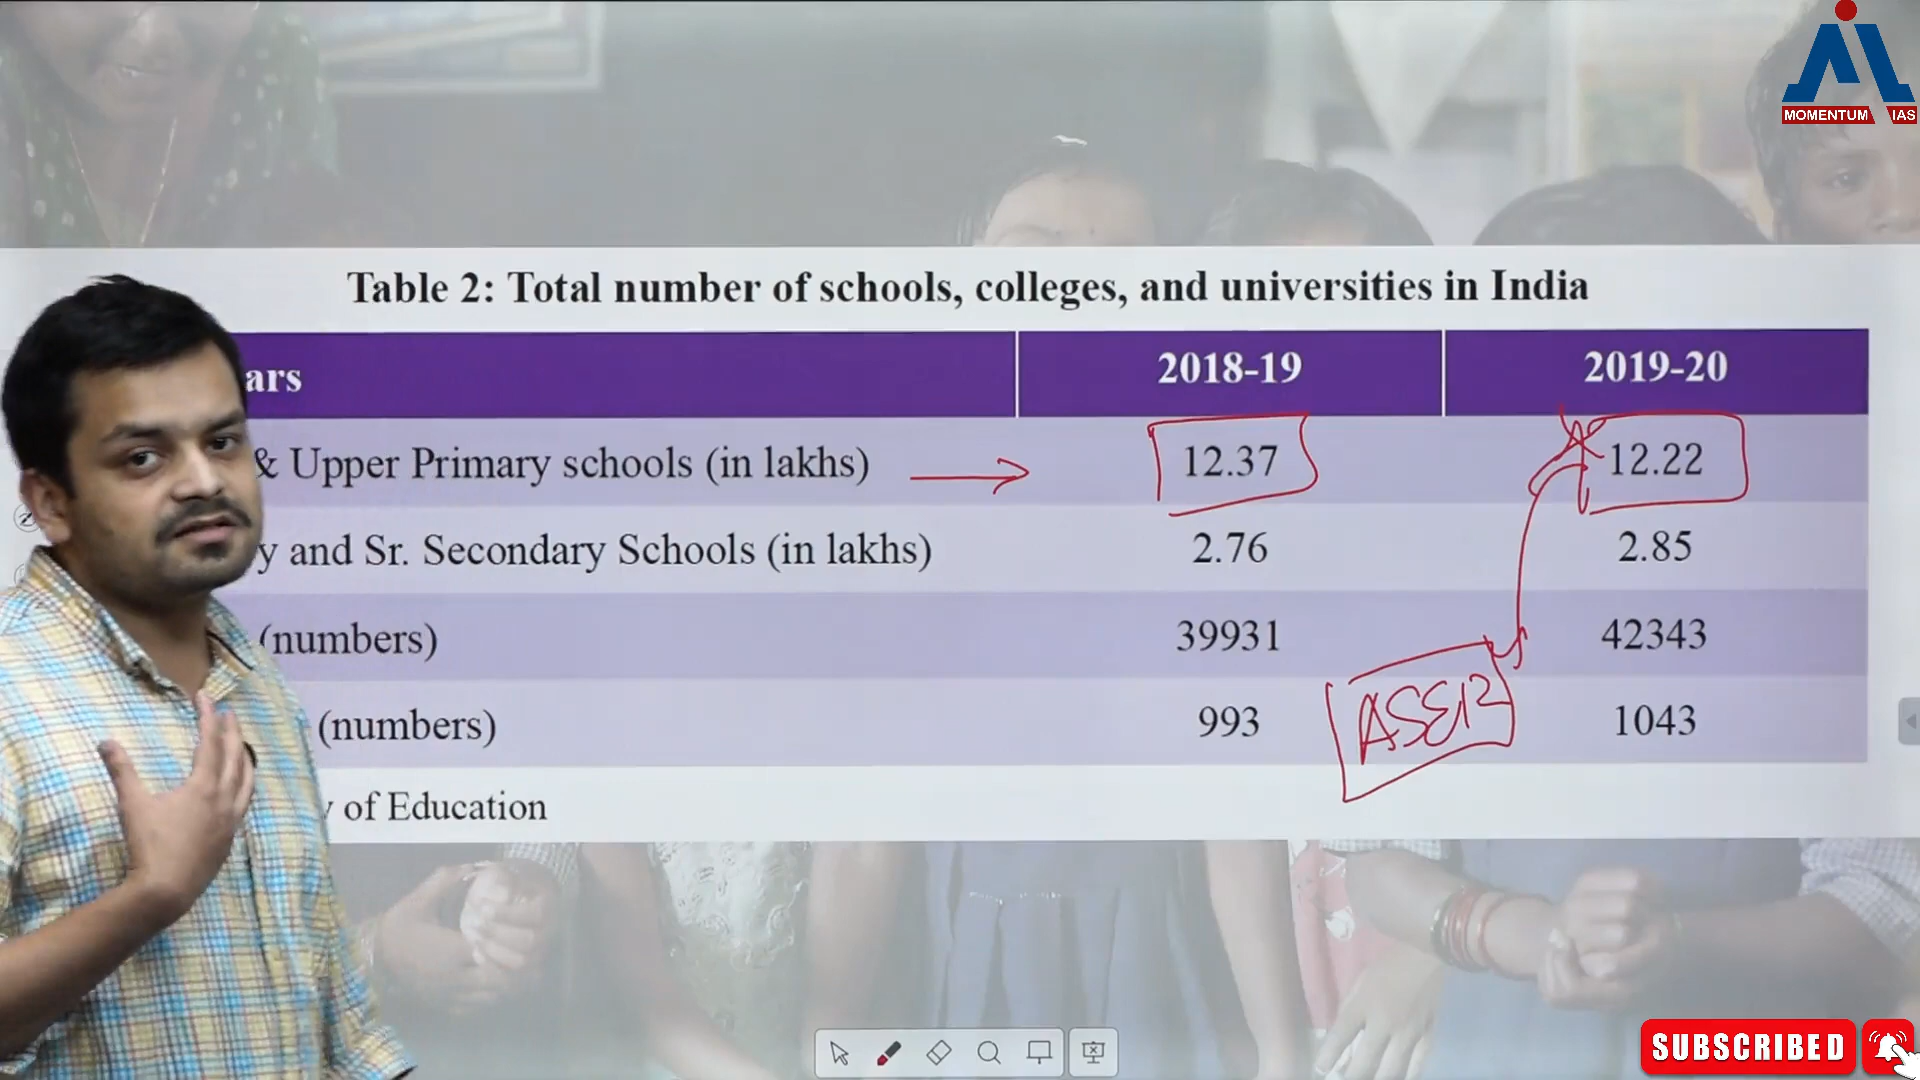 MOMENTUM IAS
Table 2: Total number of schools, colleges, and universities in India
ars 2018-19 2019-20
& Upper Primary schools (in lakhs) 12.37 12.22
y and Sr. Secondary Schools (in lakhs) 2.76 2.85
(numbers) 39931 42343
(numbers) 993 1043
ASER
y of Education
SUBSCRIBED